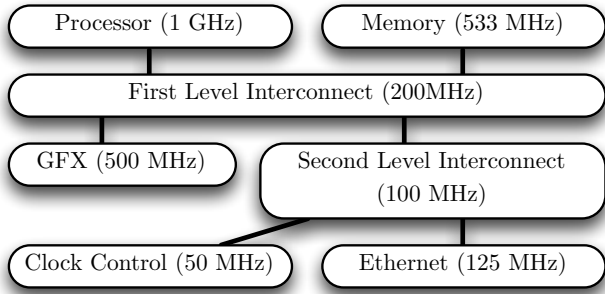 Processor (1 GHz)
Memory (533 MHz)
First Level Interconnect (200MHz)
GFX (500 MHz)
Second Level Interconnect
(100 MHz)
Clock Control (50 MHz)
Ethernet (125 MHz)